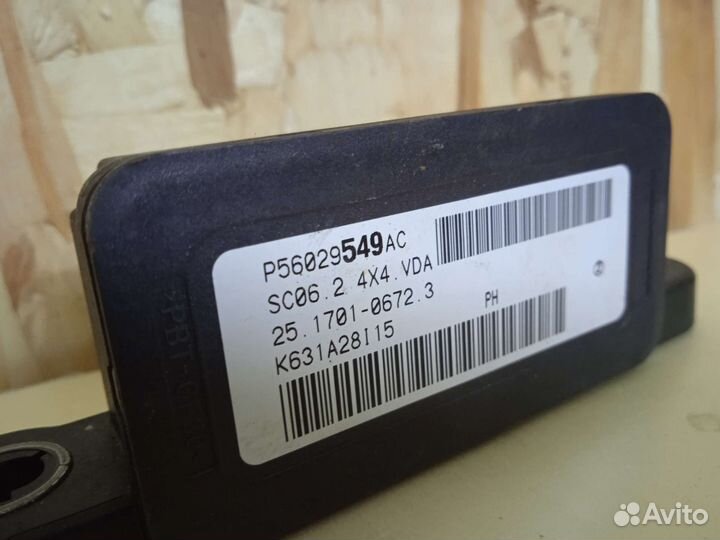 P56029549AC
SC06.2 4X4.VDA
25.1701-0672.3 PH
K631A28I15
Avito